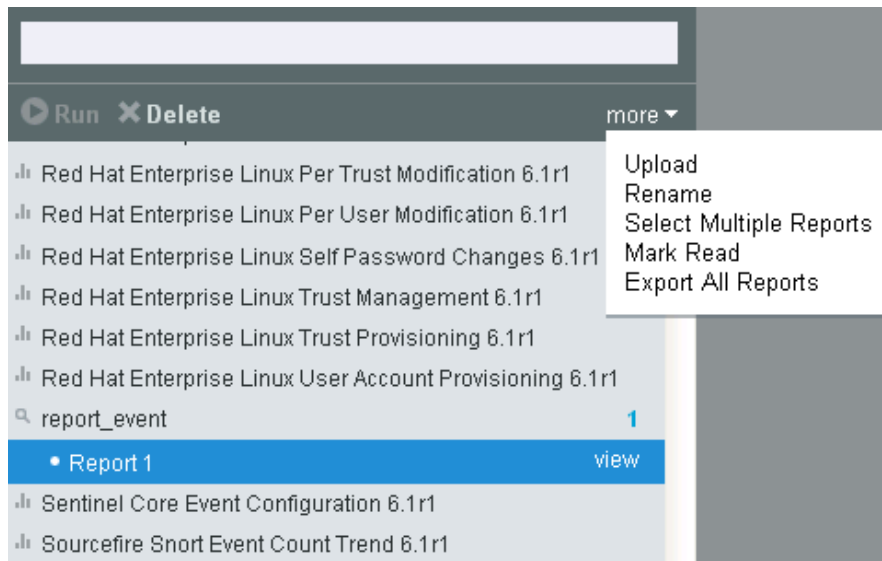 Run Delete more
Upload
Rename
Select Multiple Reports
Mark Read
Export All Reports
Red Hat Enterprise Linux Per Trust Modification 6.1r1
Red Hat Enterprise Linux Per User Modification 6.1r1
Red Hat Enterprise Linux Self Password Changes 6.1r1
Red Hat Enterprise Linux Trust Management 6.1r1
Red Hat Enterprise Linux Trust Provisioning 6.1r1
Red Hat Enterprise Linux User Account Provisioning 6.1r1
report_event 1
Report 1 view
Sentinel Core Event Configuration 6.1r1
Sourcefire Snort Event Count Trend 6.1r1